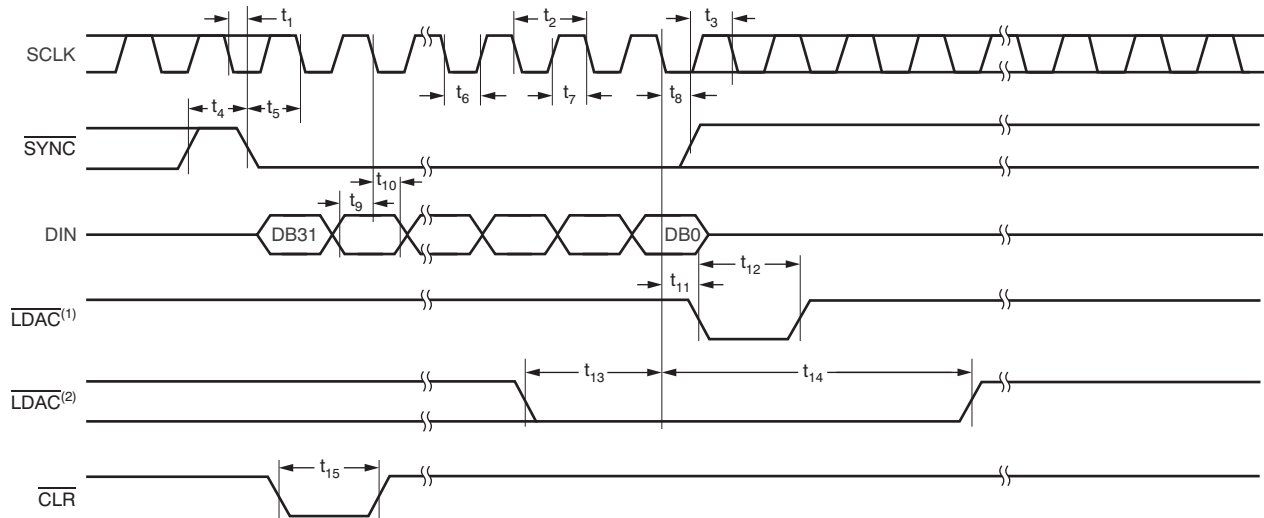 t1 t2 t3
SCLK
t4 t5 t6 t7 t8
SYNC
t9 t10
DIN DB31 DB0
t11 t12
LDAC(1)
t13 t14
LDAC(2)
t15
CLR